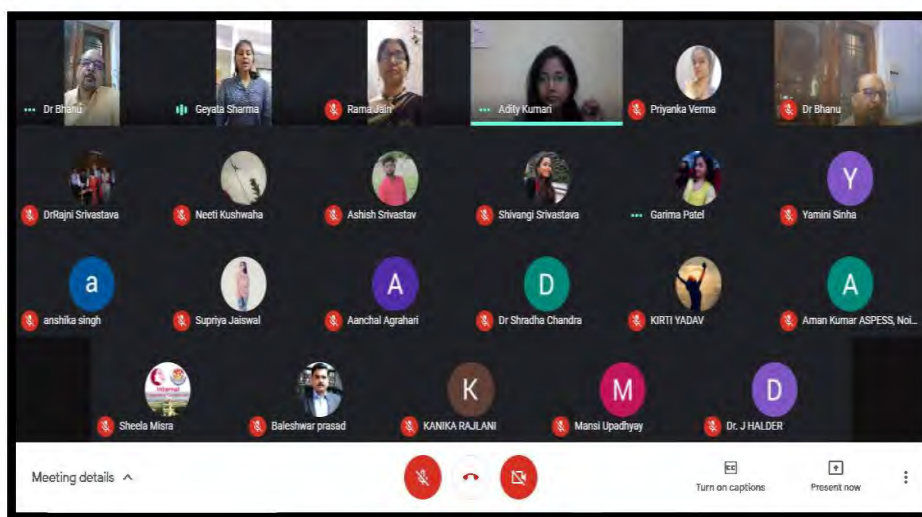 Dr Bhanu Geyata Sharma Rama Jain Adity Kumari Priyanka Verma Dr Bhanu
Y
DrRajni Srivastava Neeti Kushwaha Ashish Srivastav Shivangi Srivastava Garima Patel Yamini Sinha
a A D A
anshika singh Supriya Jaiswal Aanchal Agrahari Dr Shradha Chandra KIRTI YADAV Aman Kumar ASPESS, Noi...
Internal
K M D
Sheela Misra Baleshwar prasad KANIKA RAJLANI Mansi Upadhyay Dr. J HALDER
Meeting details
CC
Turn on captions Present now